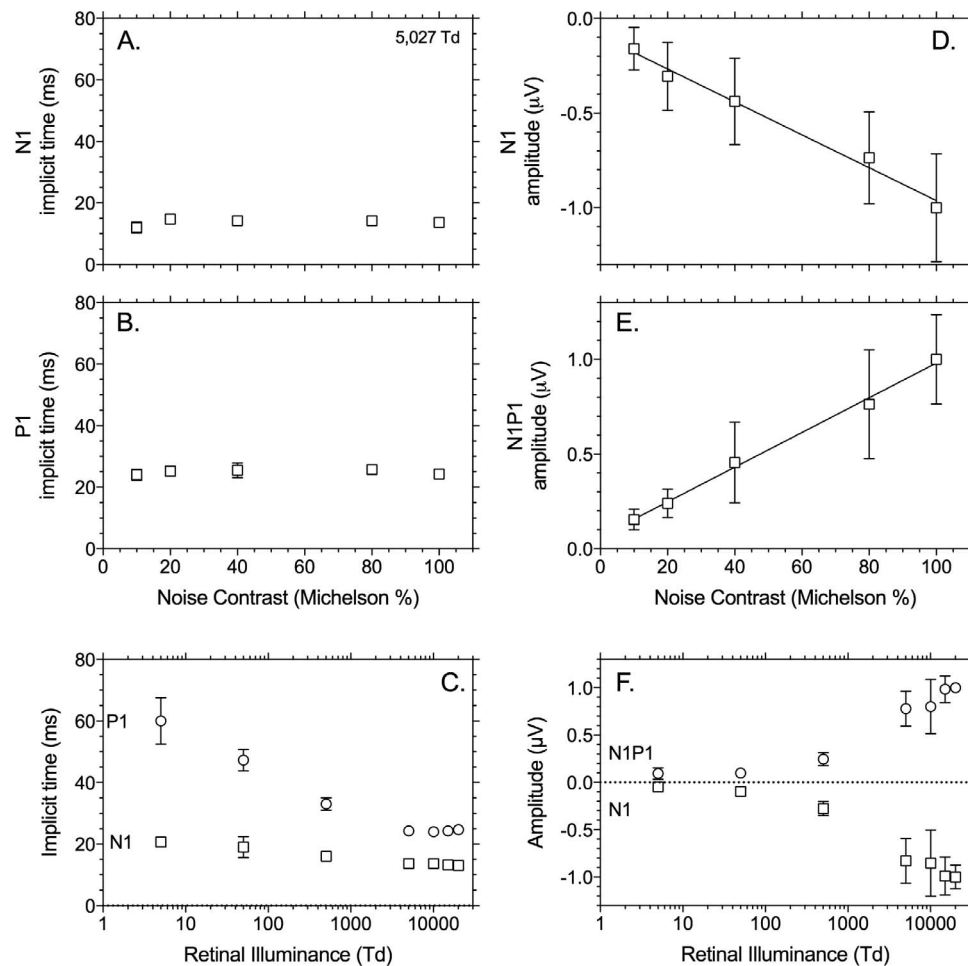 A.
5,027 Td
N1
implicit time (ms)
80
60
40
20
0
D.
N1
amplitude (µV)
0.0
-0.5
-1.0
B.
P1
implicit time (ms)
80
60
40
20
0
0 20 40 60 80 100
Noise Contrast (Michelson %)
E.
N1P1
amplitude (µV)
1.0
0.5
0.0
0 20 40 60 80 100
Noise Contrast (Michelson %)
C.
Implicit time (ms)
80
60
40
20
0
P1
N1
1 10 100 1000 10000
Retinal Illuminance (Td)
F.
Amplitude (µV)
1.0
0.5
0.0
-0.5
-1.0
N1P1
N1
1 10 100 1000 10000
Retinal Illuminance (Td)